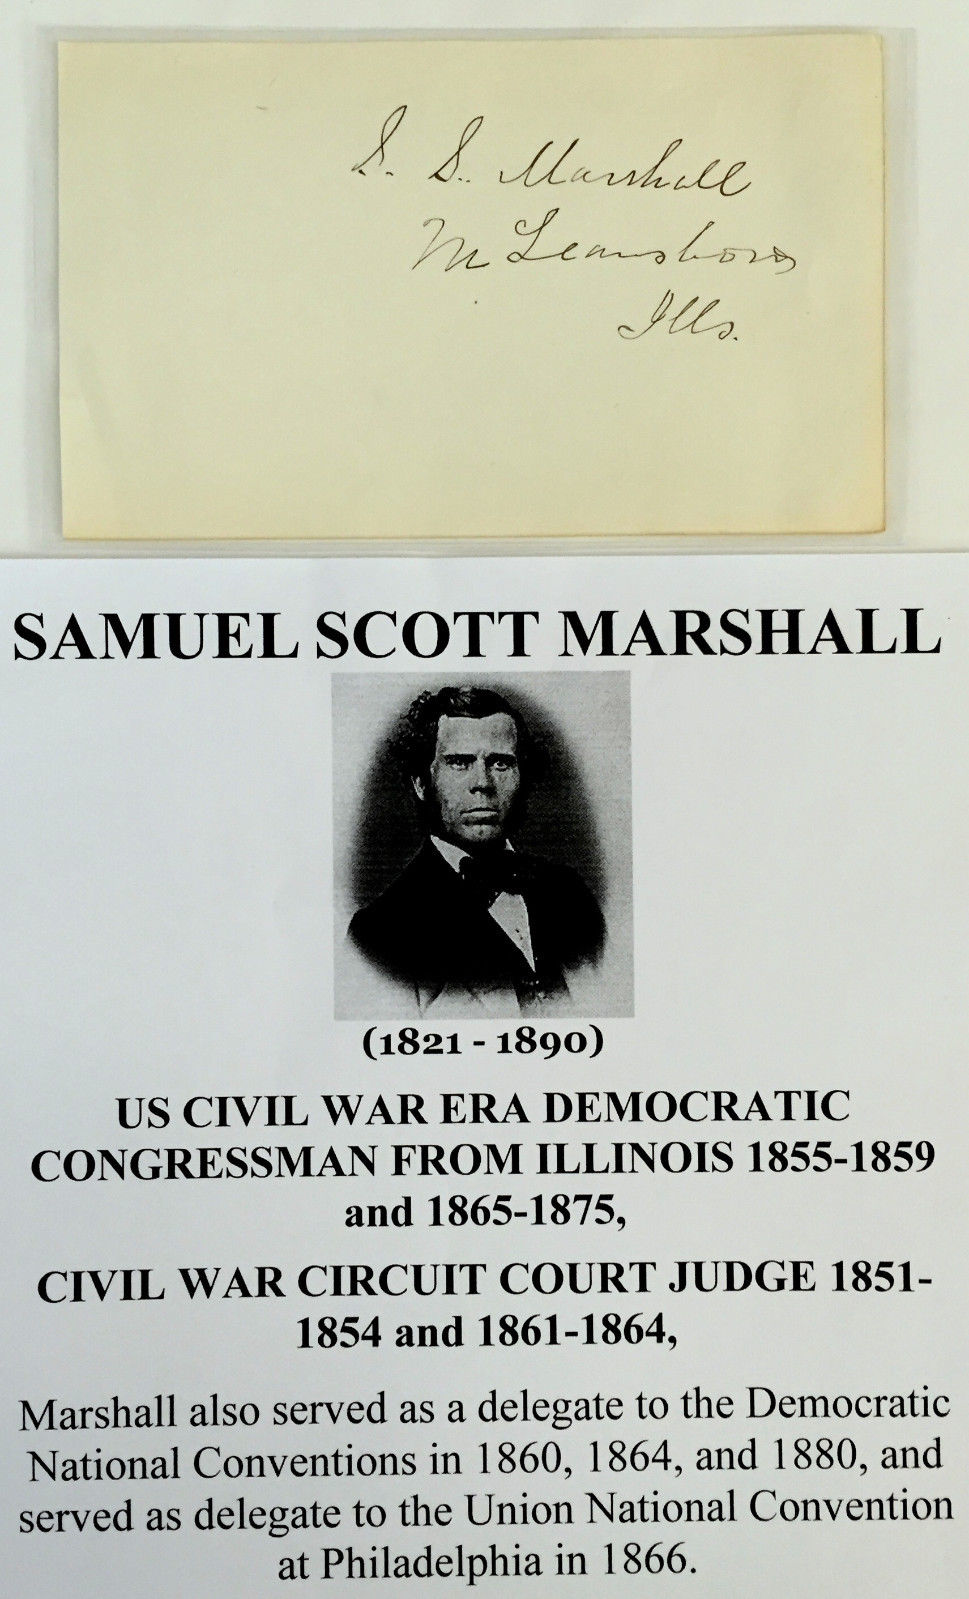 S. S. Marshall
McLeansboro
Ills.
SAMUEL SCOTT MARSHALL
(1821 - 1890)
US CIVIL WAR ERA DEMOCRATIC
CONGRESSMAN FROM ILLINOIS 1855-1859
and 1865-1875,
CIVIL WAR CIRCUIT COURT JUDGE 1851-
1854 and 1861-1864,
Marshall also served as a delegate to the Democratic
National Conventions in 1860, 1864, and 1880, and
served as delegate to the Union National Convention
at Philadelphia in 1866.